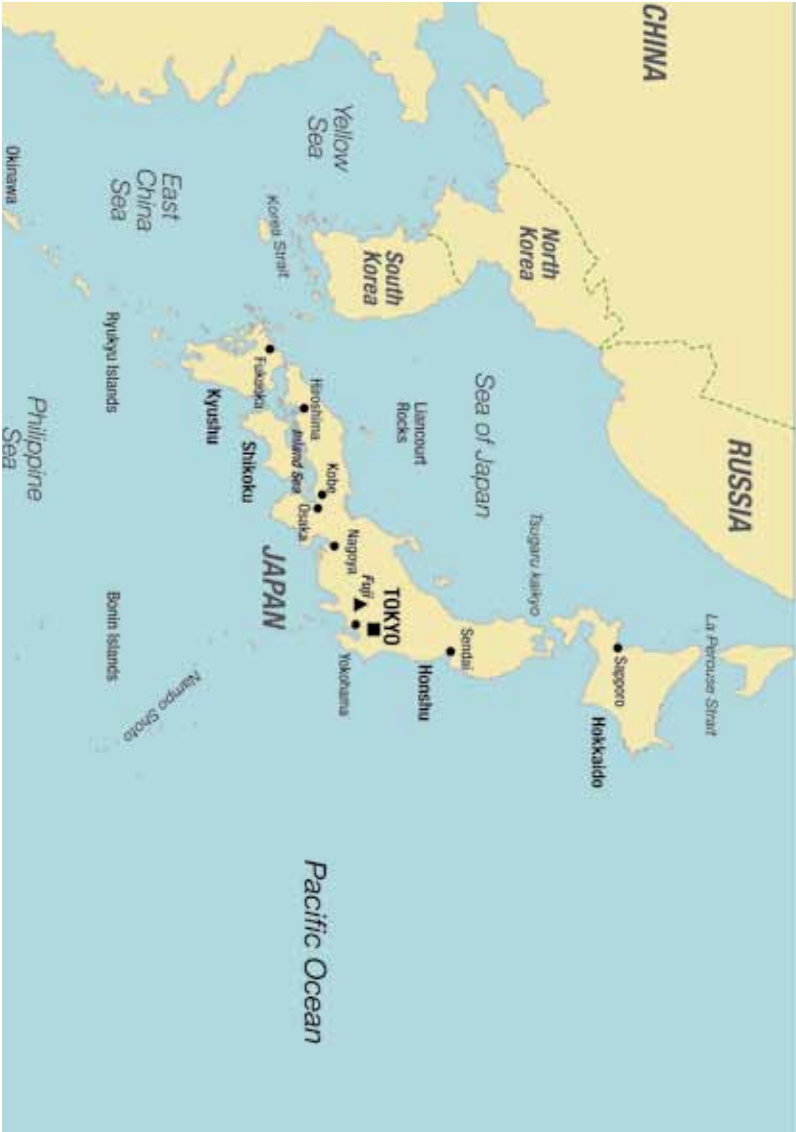 CHINA
RUSSIA
North
Korea
South
Korea
Yellow
Sea
Korea Strait
East
China
Sea
Okinawa
Sea of Japan
Liancourt
Rocks
Tsugaru kaikyo
La Perouse Strait
Sapporo
Hokkaido
Sendai
Honshu
TOKYO
Fuji
Yokohama
Nagoya
Kobe
Osaka
Hiroshima
Inland Sea
Fukuoka
Kyushu
Shikoku
JAPAN
Ryukyu Islands
Philippine
Sea
Bonin Islands
Nampo Shoto
Pacific Ocean